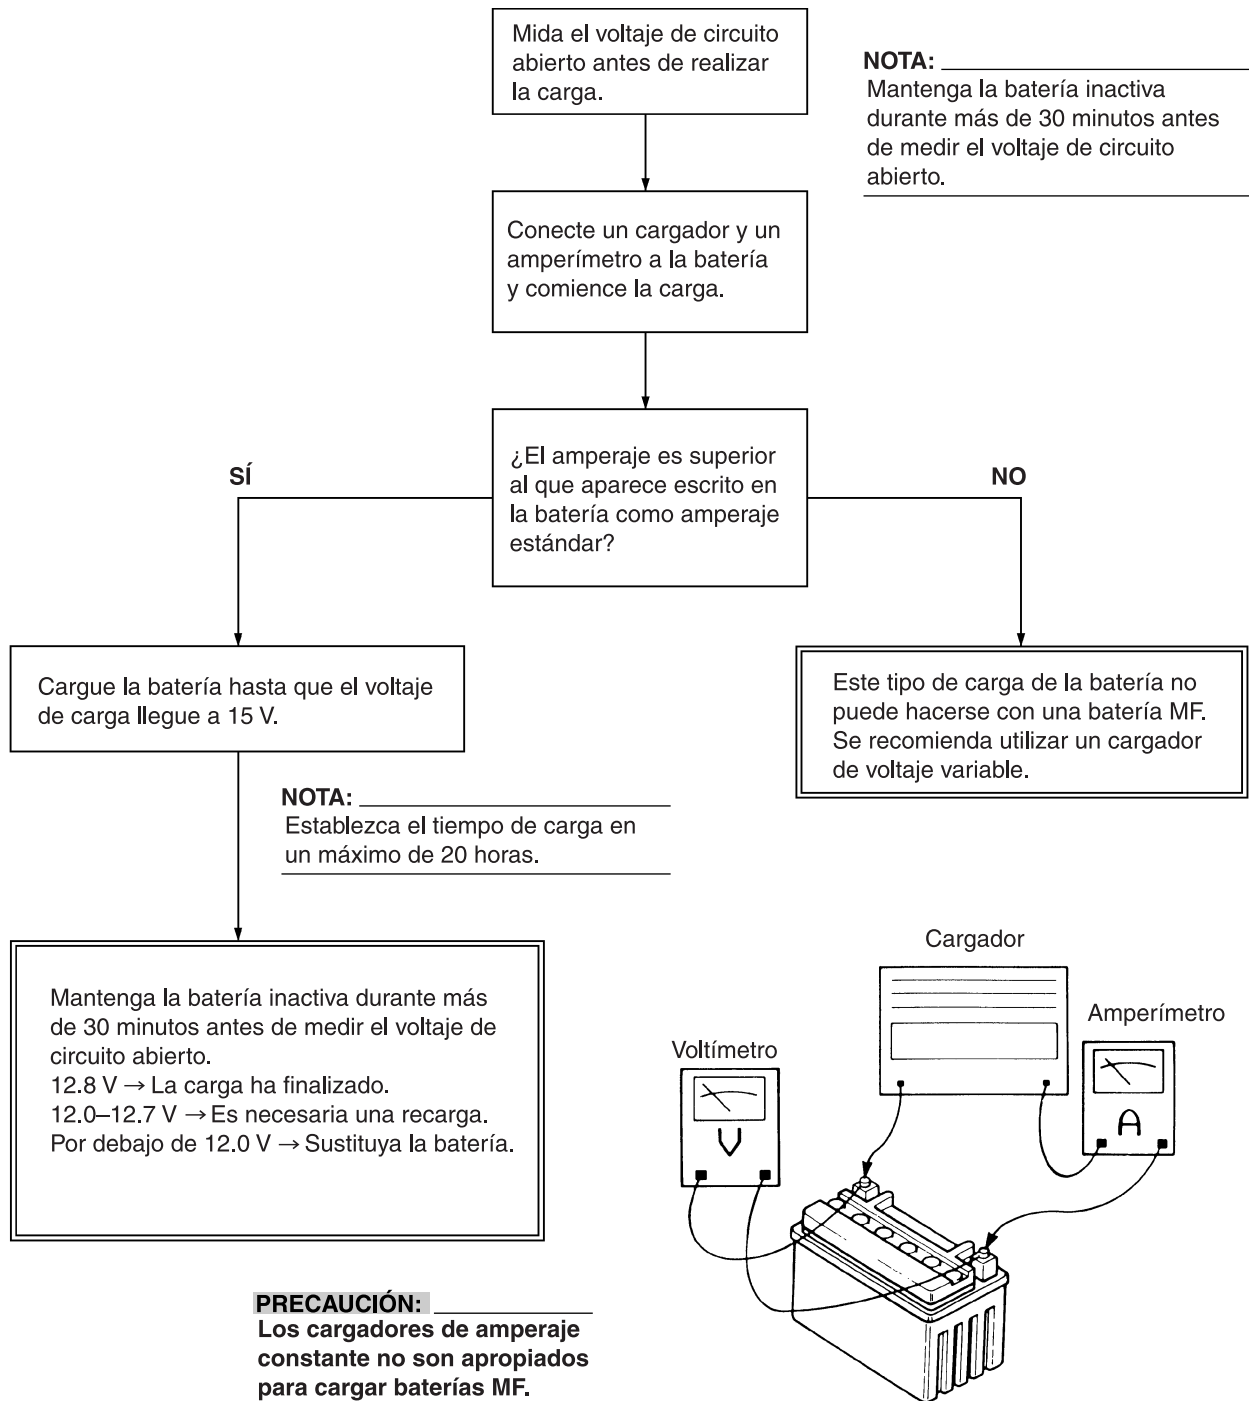 Mida el voltaje de circuito
abierto antes de realizar
la carga.
NOTA:
Mantenga la batería inactiva
durante más de 30 minutos antes
de medir el voltaje de circuito
abierto.
Conecte un cargador y un
amperímetro a la batería
y comience la carga.
¿El amperaje es superior
al que aparece escrito en
la batería como amperaje
estándar?
SÍ
NO
Cargue la batería hasta que el voltaje
de carga llegue a 15 V.
Este tipo de carga de la batería no
puede hacerse con una batería MF.
Se recomienda utilizar un cargador
de voltaje variable.
NOTA:
Establezca el tiempo de carga en
un máximo de 20 horas.
Mantenga la batería inactiva durante más
de 30 minutos antes de medir el voltaje de
circuito abierto.
12.8 V → La carga ha finalizado.
12.0–12.7 V → Es necesaria una recarga.
Por debajo de 12.0 V → Sustituya la batería.
Cargador
Amperímetro
Voltímetro
V
A
PRECAUCIÓN:
Los cargadores de amperaje
constante no son apropiados
para cargar baterías MF.